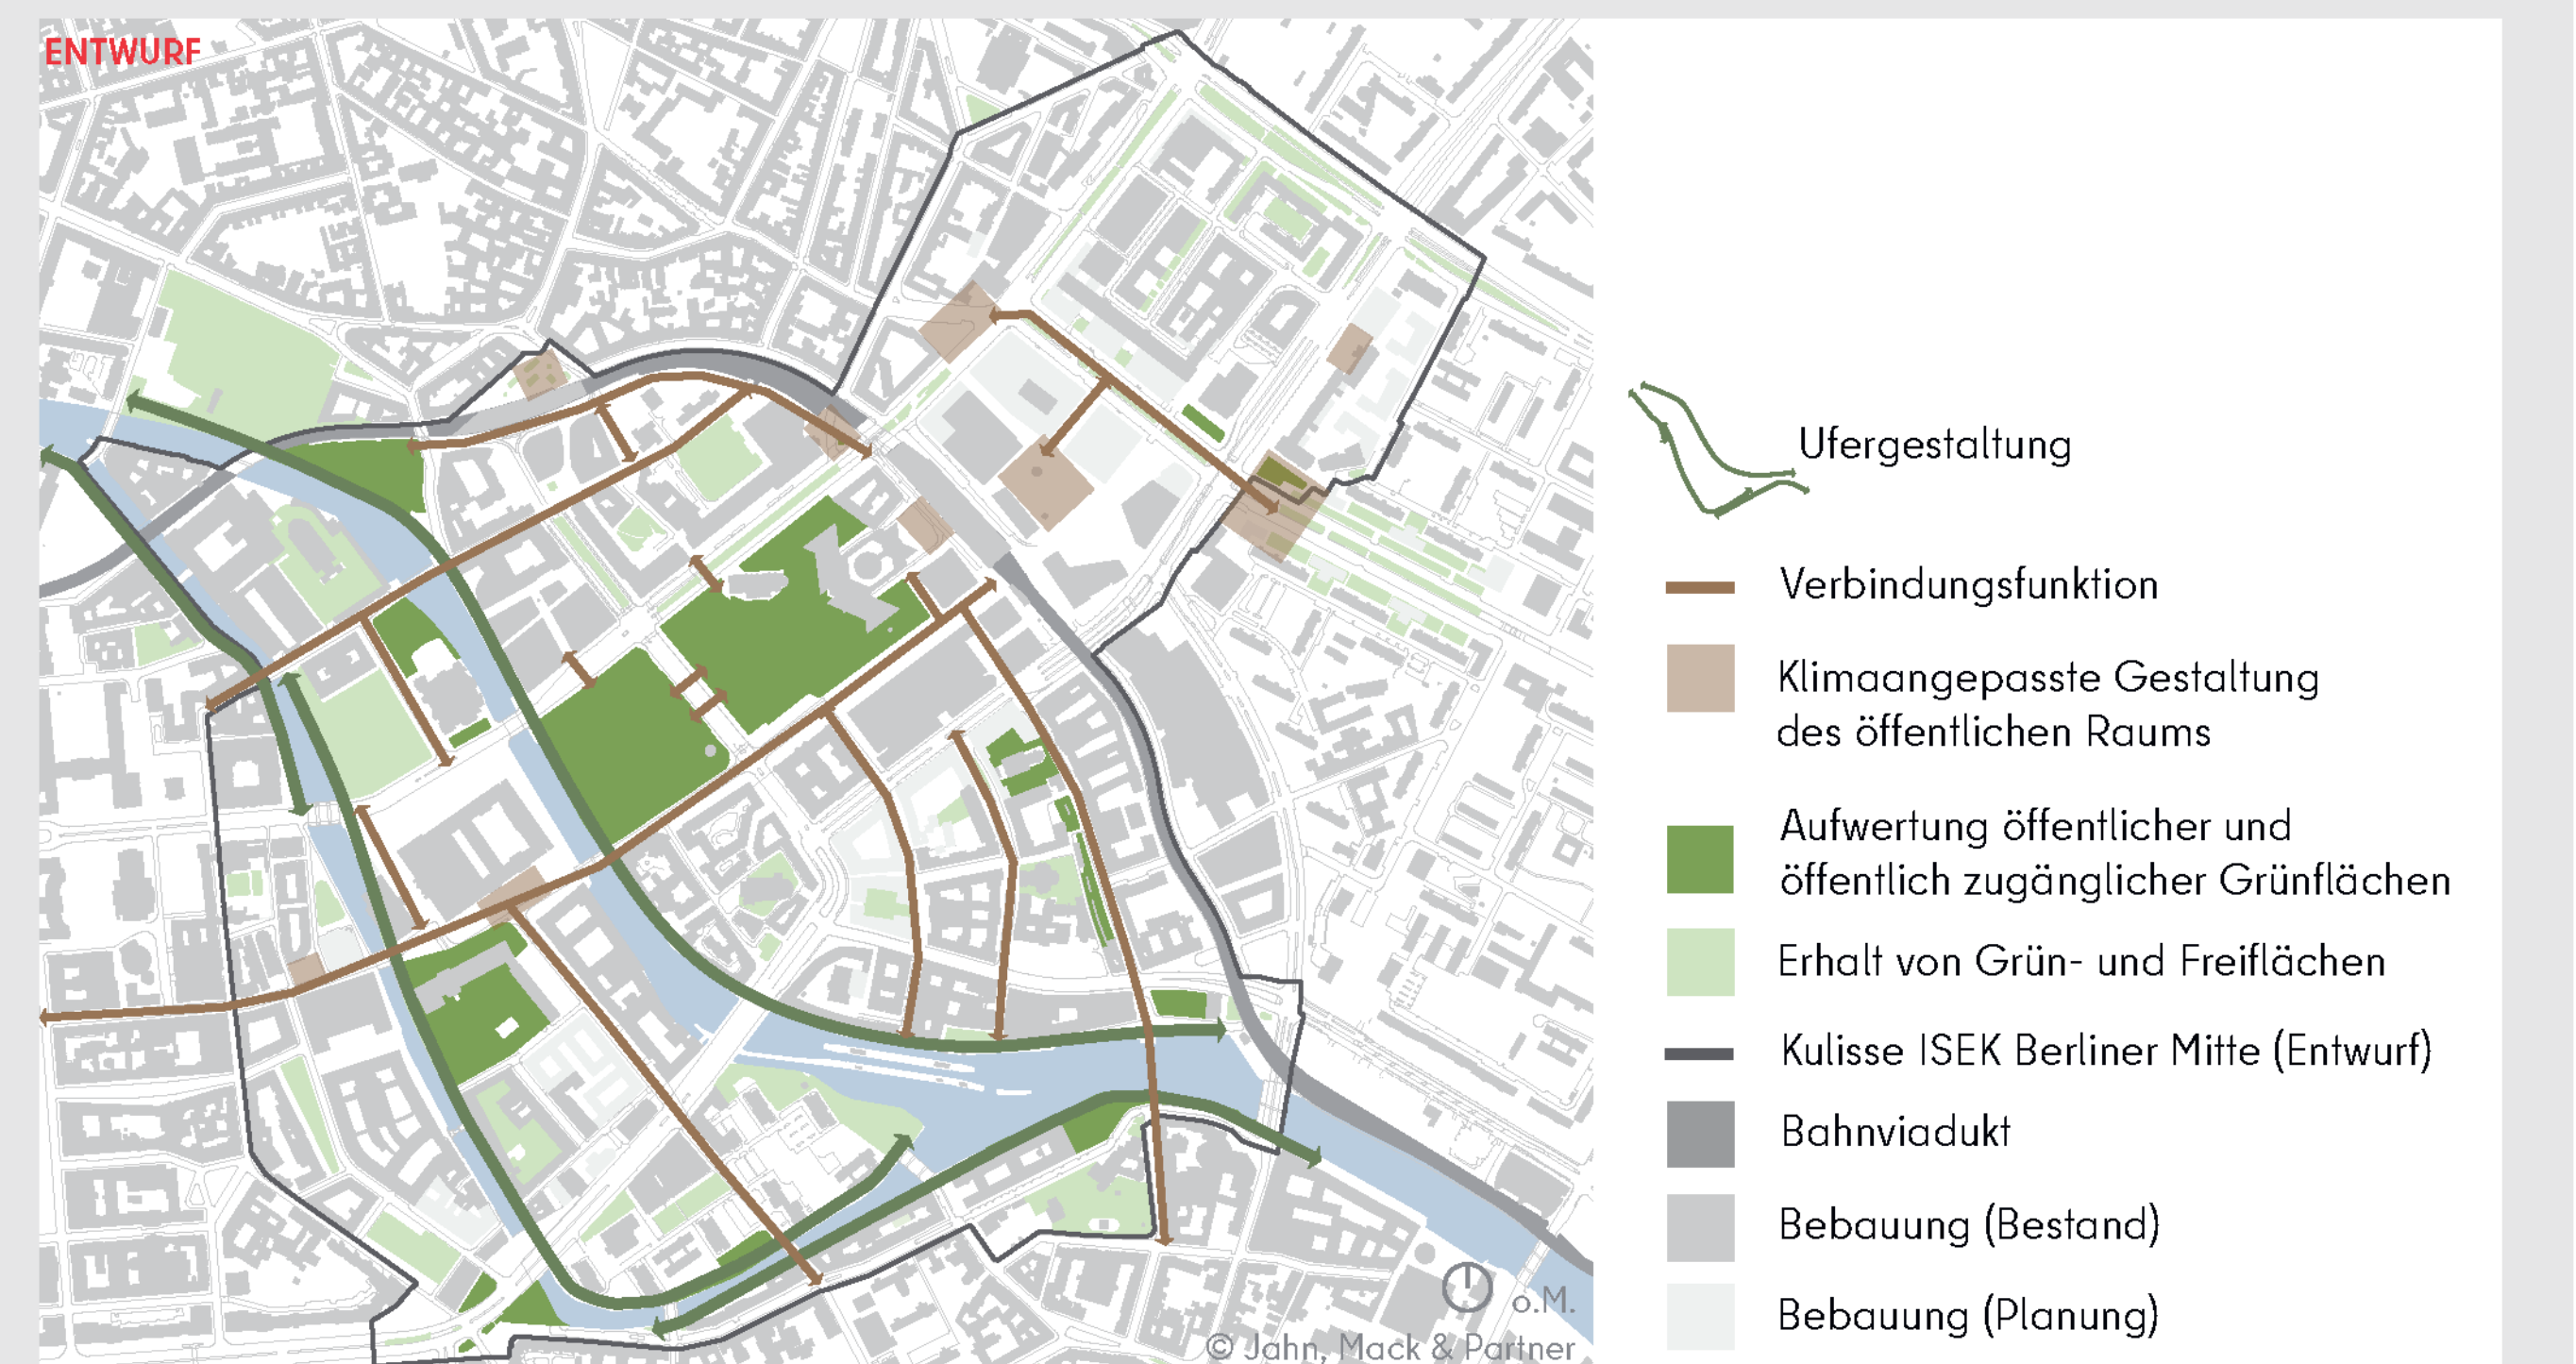 ENTWURF
Ufergestaltung
Verbindungsfunktion
Klimaangepasste Gestaltung
des öffentlichen Raums
Aufwertung öffentlicher und
öffentlich zugänglicher Grünflächen
Erhalt von Grün- und Freiflächen
Kulisse ISEK Berliner Mitte (Entwurf)
Bahnviadukt
Bebauung (Bestand)
Bebauung (Planung)
o.M.
© Jahn, Mack & Partner